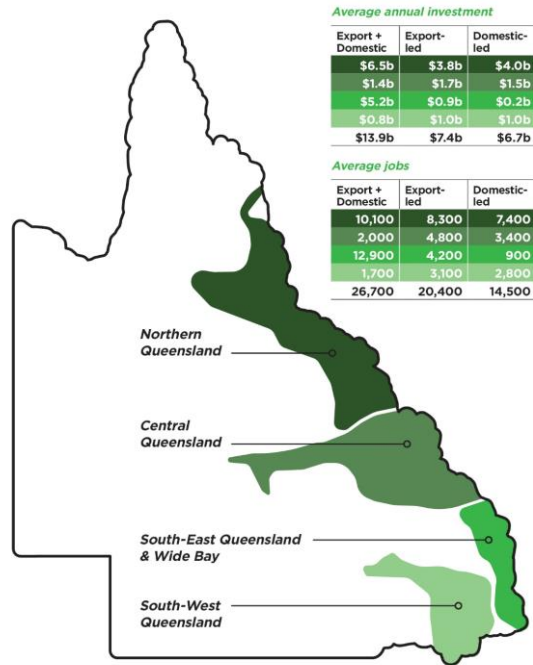 Average annual investment
Export + Domestic Export-led Domestic-led
$6.5b $3.8b $4.0b
$1.4b $1.7b $1.5b
$5.2b $0.9b $0.2b
$0.8b $1.0b $1.0b
$13.9b $7.4b $6.7b
Average jobs
Export + Domestic Export-led Domestic-led
10,100 8,300 7,400
2,000 4,800 3,400
12,900 4,200 900
1,700 3,100 2,800
26,700 20,400 14,500
Northern
Queensland
Central
Queensland
South-East Queensland
& Wide Bay
South-West
Queensland